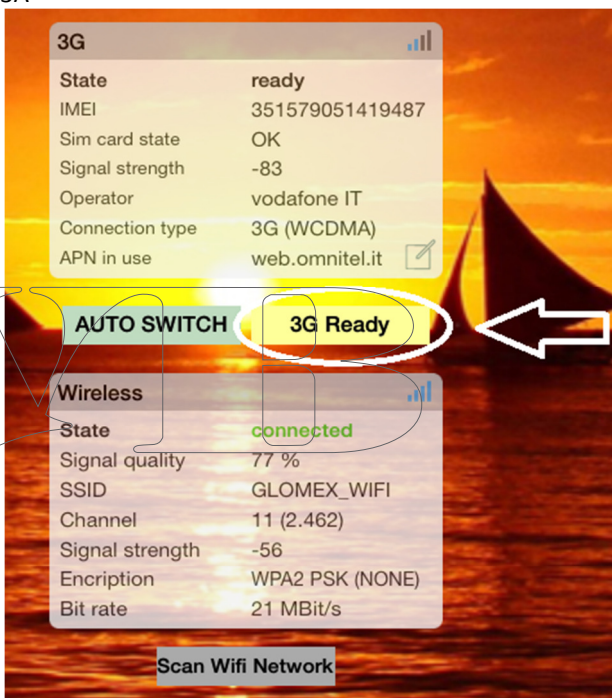 3G
State ready
IMEI 351579051419487
Sim card state OK
Signal strength -83
Operator vodafone IT
Connection type 3G (WCDMA)
APN in use web.omnitel.it
AUTO SWITCH 3G Ready
Wireless
State connected
Signal quality 77 %
SSID GLOMEX_WIFI
Channel 11 (2.462)
Signal strength -56
Encription WPA2 PSK (NONE)
Bit rate 21 MBit/s
Scan Wifi Network